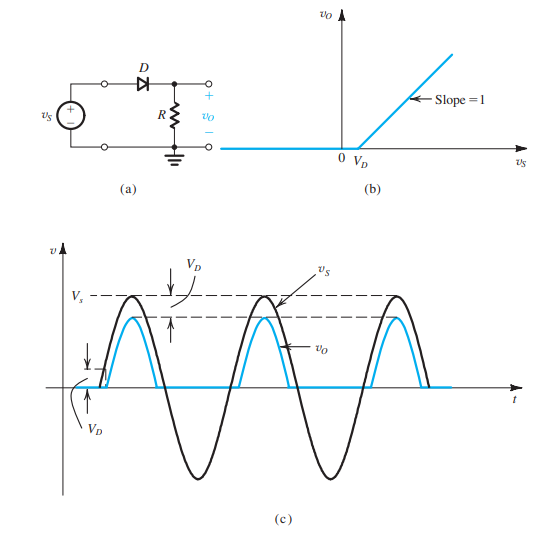 D
+
−
v_S
R
+
v_O
−
(a)
v_O
Slope = 1
0
V_D
v_S
(b)
v
V_D
v_S
V_s
v_O
t
V_D
(c)